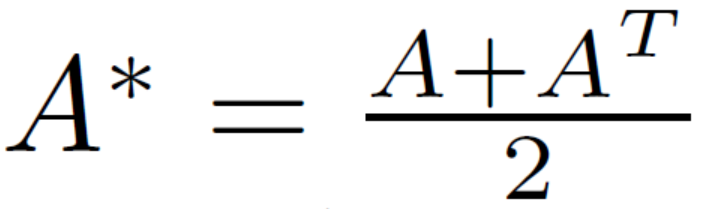 A* = (A+A^T)/2